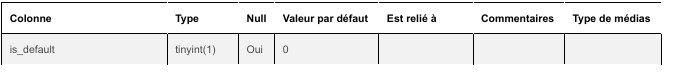 Colonne Type Null Valeur par défaut Est relié à Commentaires Type de médias
is_default tinyint(1) Oui 0